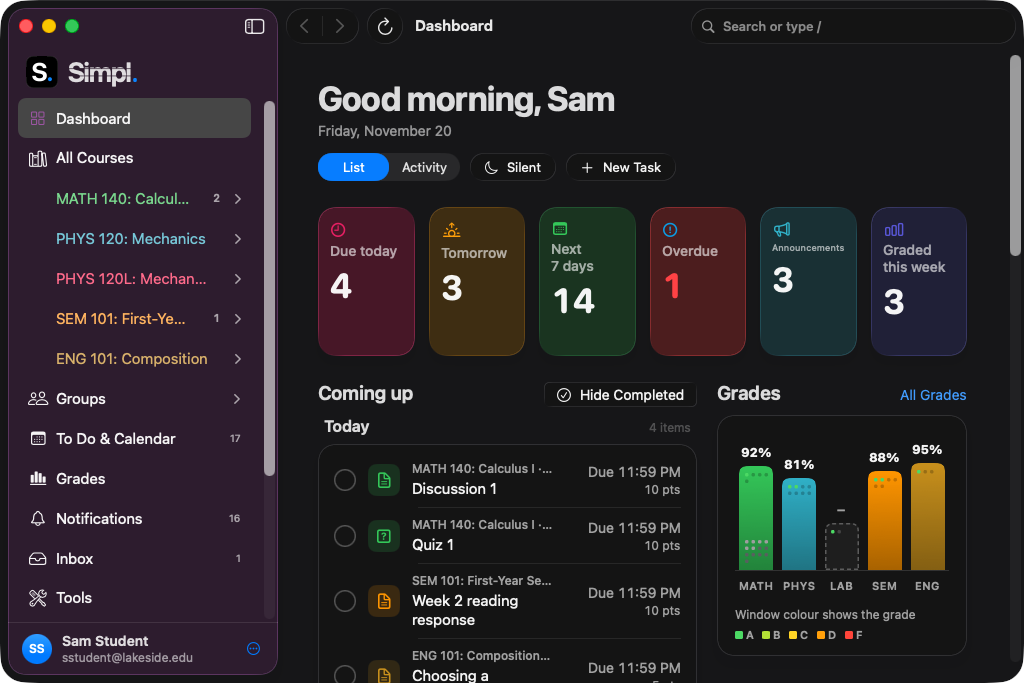 S.
Simpl.
Dashboard
All Courses
MATH 140: Calcul... 2
PHYS 120: Mechanics
PHYS 120L: Mechan...
SEM 101: First-Ye... 1
ENG 101: Composition
Groups
To Do & Calendar 17
Grades
Notifications 16
Inbox 1
Tools
SS
Sam Student
sstudent@lakeside.edu
Dashboard
Search or type /
Good morning, Sam
Friday, November 20
List
Activity
Silent
New Task
Due today
4
Tomorrow
3
Next
7 days
14
Overdue
1
Announcements
3
Graded
this week
3
Coming up
Hide Completed
Today
4 items
MATH 140: Calculus I ·...
Discussion 1
Due 11:59 PM
10 pts
MATH 140: Calculus I ·...
Quiz 1
Due 11:59 PM
10 pts
SEM 101: First-Year Se...
Week 2 reading
response
Due 11:59 PM
10 pts
ENG 101: Composition...
Choosing a
Due 11:59 PM
Grades
All Grades
92%
81%
–
88%
95%
MATH
PHYS
LAB
SEM
ENG
Window colour shows the grade
A B C D F